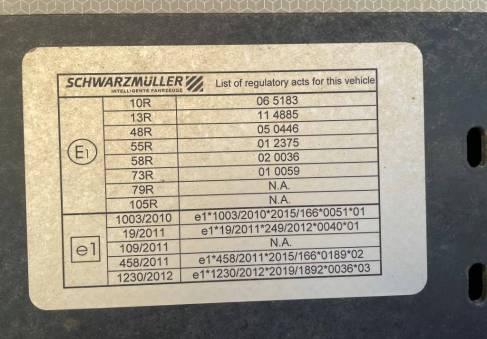 SCHWARZMÜLLER List of regulatory acts for this vehicle
INTELLIGENTE FAHRZEUGE
E1
10R 06 5183
13R 11 4885
48R 05 0446
55R 01 2375
58R 02 0036
73R 01 0059
79R N.A.
105R N.A.
e1
1003/2010 e1*1003/2010*2015/166*0051*01
19/2011 e1*19/2011*249/2012*0040*01
109/2011 N.A.
458/2011 e1*458/2011*2015/166*0189*02
1230/2012 e1*1230/2012*2019/1892*0036*03